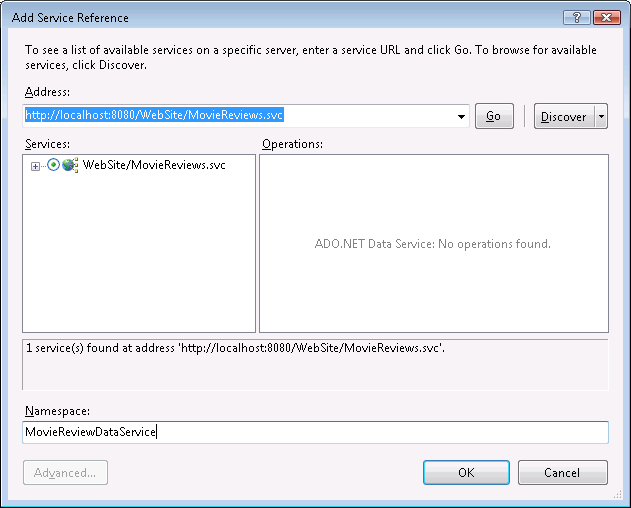 Add Service Reference
To see a list of available services on a specific server, enter a service URL and click Go. To browse for available
services, click Discover.
Address:
http://localhost:8080/WebSite/MovieReviews.svc
Go
Discover
Services:
Operations:
WebSite/MovieReviews.svc
ADO.NET Data Service: No operations found.
1 service(s) found at address 'http://localhost:8080/WebSite/MovieReviews.svc'.
Namespace:
MovieReviewDataService
Advanced...
OK
Cancel